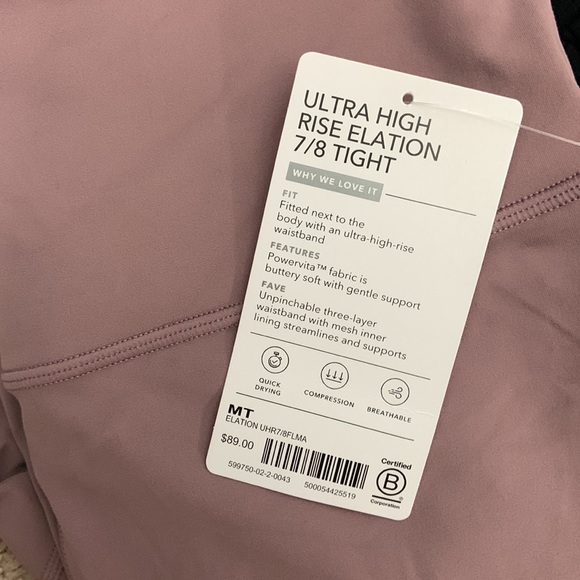 ULTRA HIGH
RISE ELATION
7/8 TIGHT
WHY WE LOVE IT
FIT
Fitted next to the
body with an ultra-high-rise
waistband
FEATURES
Powervita™ fabric is
buttery soft with gentle support
FAVE
Unpinchable three-layer
waistband with mesh inner
lining streamlines and supports
QUICK
DRYING
COMPRESSION
BREATHABLE
MT
ELATION UHR7/8FLMA
$89.00
599750-02-2-0043
500054425519
Certified
B
Corporation